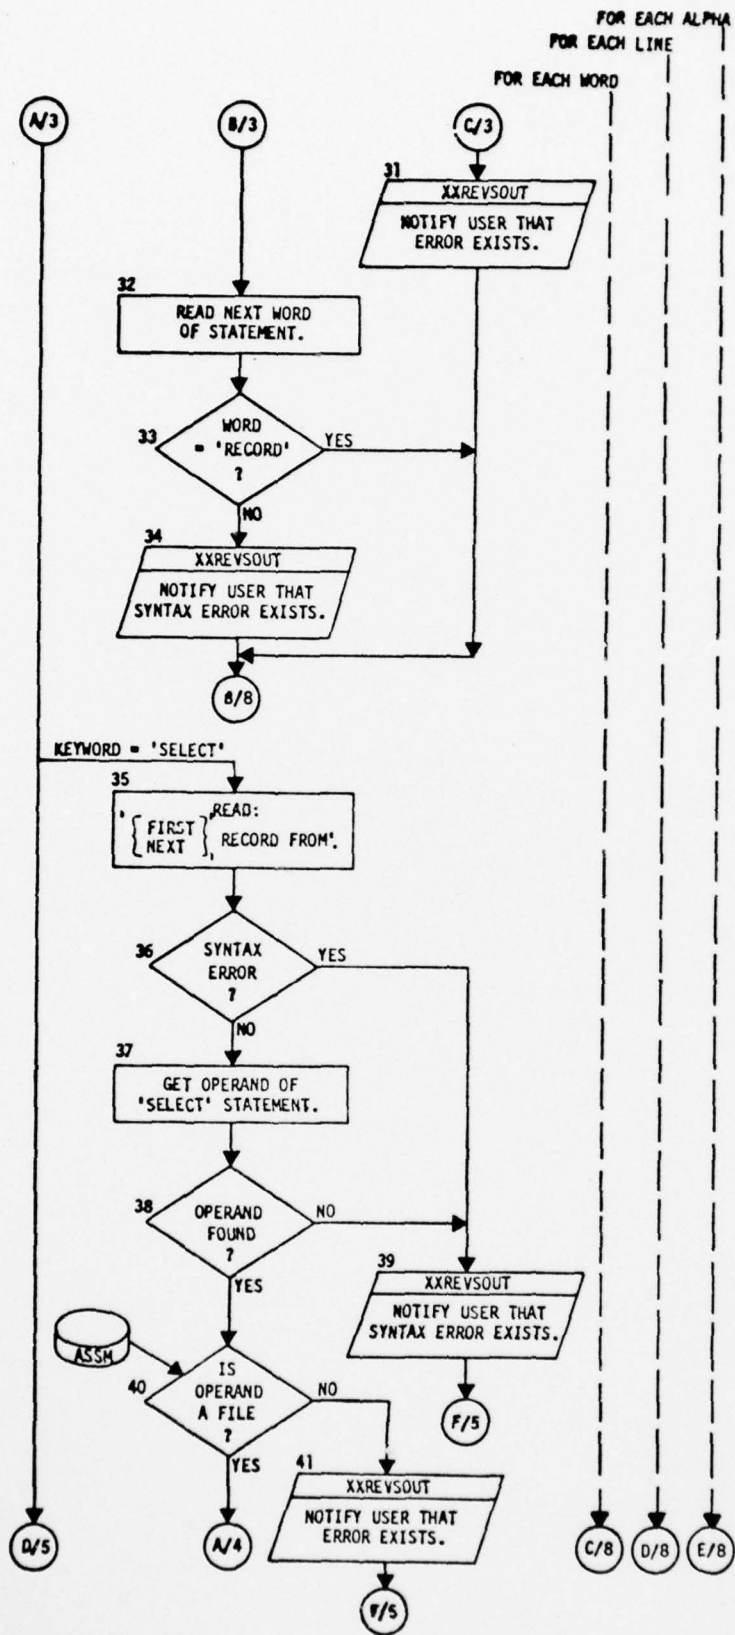 FOR EACH ALPHA
FOR EACH LINE
FOR EACH WORD
A/3
B/3
C/3
31
XXREVSOUT
NOTIFY USER THAT
ERROR EXISTS.
32
READ NEXT WORD
OF STATEMENT.
33
WORD
= 'RECORD'
?
YES
NO
34
XXREVSOUT
NOTIFY USER THAT
SYNTAX ERROR EXISTS.
B/8
KEYWORD = 'SELECT'
35
READ:
' { FIRST
NEXT } ' RECORD FROM'.
36
SYNTAX
ERROR
?
YES
NO
37
GET OPERAND OF
'SELECT' STATEMENT.
38
OPERAND
FOUND
?
NO
YES
39
XXREVSOUT
NOTIFY USER THAT
SYNTAX ERROR EXISTS.
F/5
ASSM
40
IS
OPERAND
A FILE
?
NO
YES
41
XXREVSOUT
NOTIFY USER THAT
ERROR EXISTS.
F/5
D/5
A/4
C/8
D/8
E/8